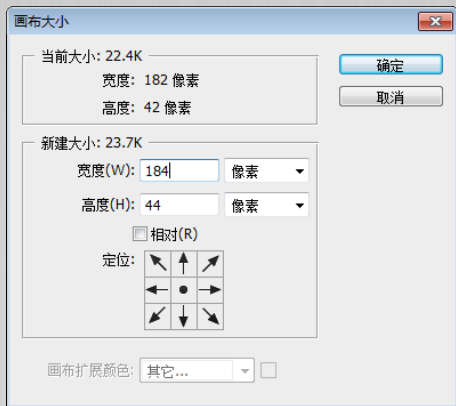 画布大小
当前大小: 22.4K
宽度: 182 像素
高度: 42 像素
确定
取消
新建大小: 23.7K
宽度(W): 184 像素
高度(H): 44 像素
相对(R)
定位:
画布扩展颜色: 其它...